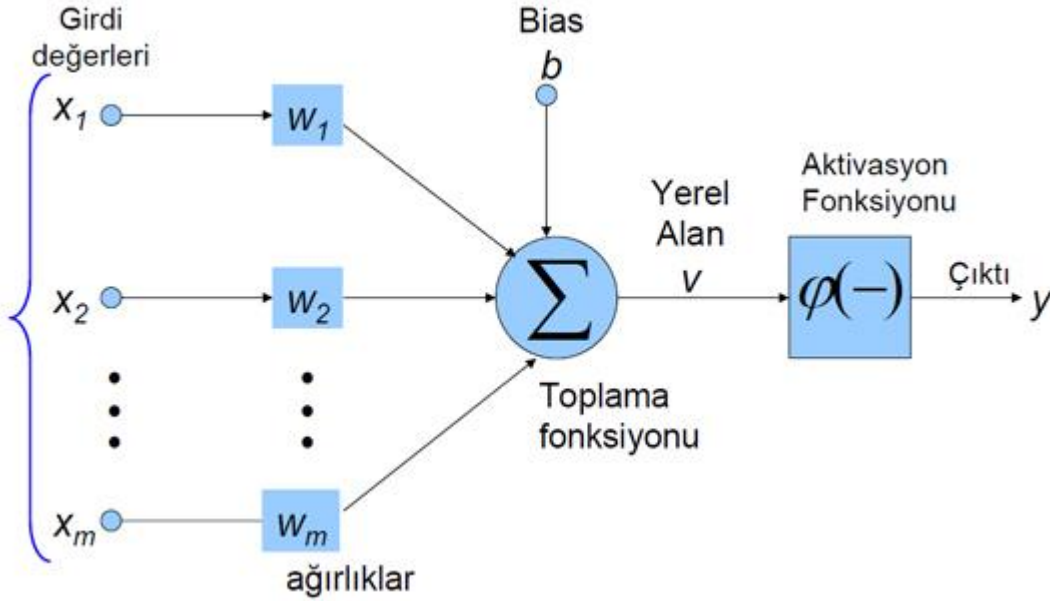 Girdi
değerleri
x1
w1
x2
w2
xm
wm
ağırlıklar
Bias
b
∑
Toplama
fonksiyonu
Yerel
Alan
v
Aktivasyon
Fonksiyonu
φ(−)
Çıktı
y